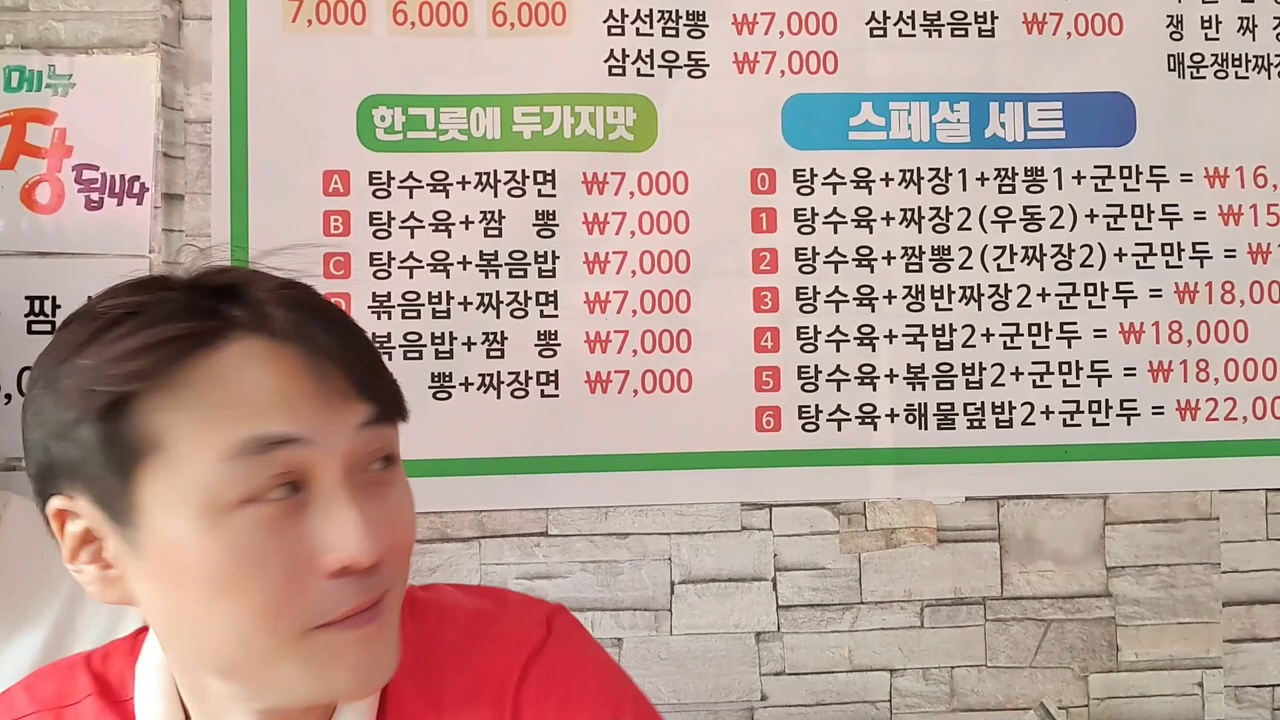 7,000 6,000 6,000
삼선짬뽕 ₩7,000 삼선볶음밥 ₩7,000
쟁 반 짜
삼선우동 ₩7,000
매운쟁반짜장
메뉴
장
됩니다
짬
한그릇에 두가지맛
A 탕수육+짜장면 ₩7,000
B 탕수육+짬 뽕 ₩7,000
C 탕수육+볶음밥 ₩7,000
볶음밥+짜장면 ₩7,000
볶음밥+짬 뽕 ₩7,000
뽕+짜장면 ₩7,000
스페셜 세트
0 탕수육+짜장1+짬뽕1+군만두 = ₩16,
1 탕수육+짜장2(우동2)+군만두 = ₩15
2 탕수육+짬뽕2(간짜장2)+군만두 = ₩
3 탕수육+쟁반짜장2+군만두 = ₩18,00
4 탕수육+국밥2+군만두 = ₩18,000
5 탕수육+볶음밥2+군만두 = ₩18,000
6 탕수육+해물덮밥2+군만두 = ₩22,00